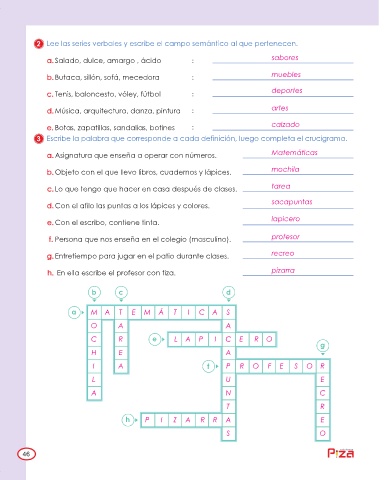 2 Lee las series verbales y escribe el campo semántico al que pertenecen.
a. Salado, dulce, amargo , ácido : sabores
b. Butaca, sillón, sofá, mecedora : muebles
c. Tenis, baloncesto, vóley, fútbol : deportes
d. Música, arquitectura, danza, pintura : artes
e. Botas, zapatillas, sandalias, botines : calzado
3 Escribe la palabra que corresponde a cada definición, luego completa el crucigrama.
a. Asignatura que enseña a operar con números. Matemáticas
b. Objeto con el que llevo libros, cuadernos y lápices. mochila
c. Lo que tengo que hacer en casa después de clases. tarea
d. Con el afilo las puntas a los lápices y colores. sacapuntas
e. Con el escribo, contiene tinta. lapicero
f. Persona que nos enseña en el colegio (masculino). profesor
g. Entretiempo para jugar en el patio durante clases. recreo
h. En ella escribe el profesor con tiza. pizarra
b c d
a M A T E M Á T I C A S
O A A
C R e L A P I C E R O
H E A g
I A f P R O F E S O R
L U E
A N C
T R
h P I Z A R R A E
S O
46 Piza